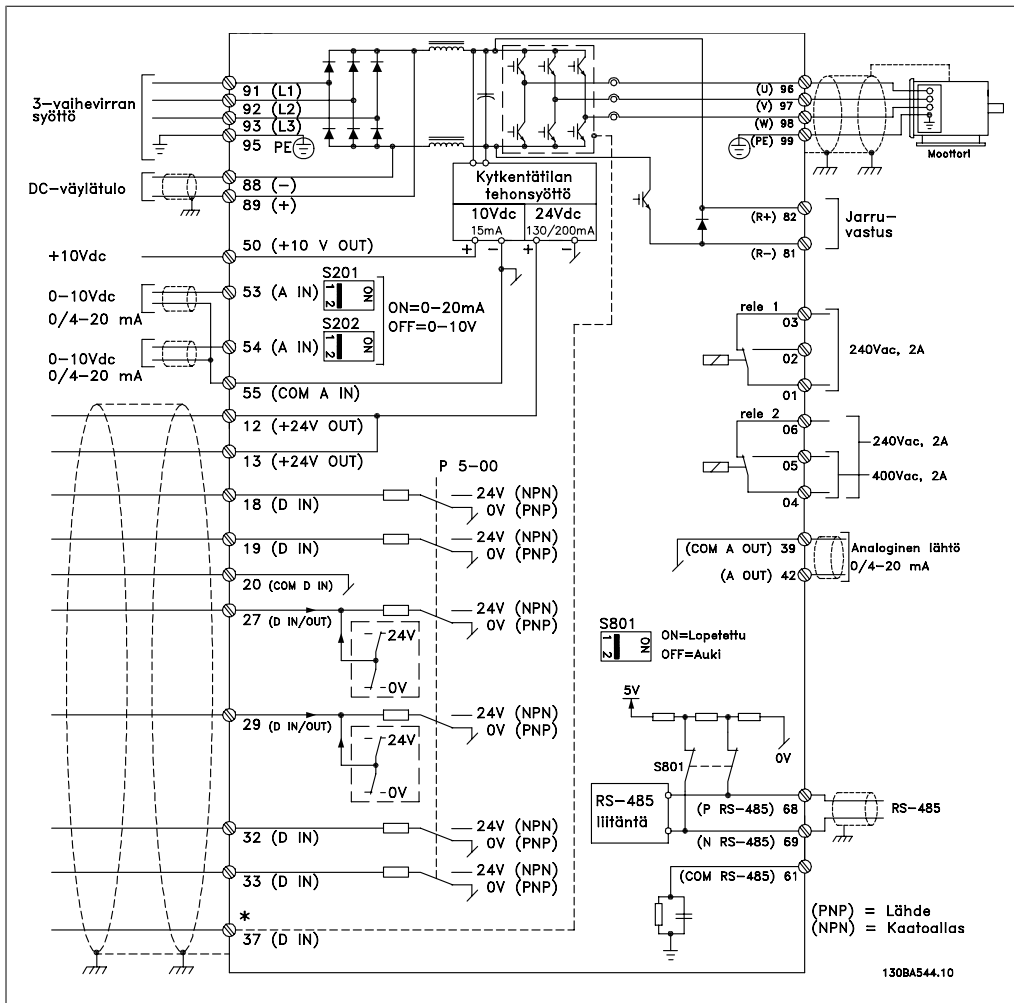 3-vaihevirran
syöttö
91 (L1)
92 (L2)
93 (L3)
95 PE
DC-väylätulo
88 (-)
89 (+)
+10Vdc
50 (+10 V OUT)
0-10Vdc
0/4-20 mA
53 (A IN)
S201
1 2
ON
ON=0-20mA
OFF=0-10V
S202
1 2
ON
0-10Vdc
0/4-20 mA
54 (A IN)
55 (COM A IN)
12 (+24V OUT)
13 (+24V OUT)
P 5-00
18 (D IN)
24V (NPN)
0V (PNP)
19 (D IN)
24V (NPN)
0V (PNP)
20 (COM D IN)
27 (D IN/OUT)
24V (NPN)
0V (PNP)
24V
0V
29 (D IN/OUT)
24V (NPN)
0V (PNP)
24V
0V
32 (D IN)
24V (NPN)
0V (PNP)
33 (D IN)
24V (NPN)
0V (PNP)
*
37 (D IN)
Kytkentätilan
tehonsyöttö
10Vdc
15mA
24Vdc
130/200mA
+ - + -
(U) 96
(V) 97
(W) 98
(PE) 99
Moottori
(R+) 82
(R-) 81
Jarru-
vastus
rele 1
03
02
01
240Vac, 2A
rele 2
06
05
04
240Vac, 2A
400Vac, 2A
(COM A OUT) 39
(A OUT) 42
Analoginen lähtö
0/4-20 mA
S801
1 2
ON
ON=Lopetettu
OFF=Auki
5V
0V
S801
RS-485
liitäntä
(P RS-485) 68
(N RS-485) 69
RS-485
(COM RS-485) 61
(PNP) = Lähde
(NPN) = Kaatoallas
130BA544.10